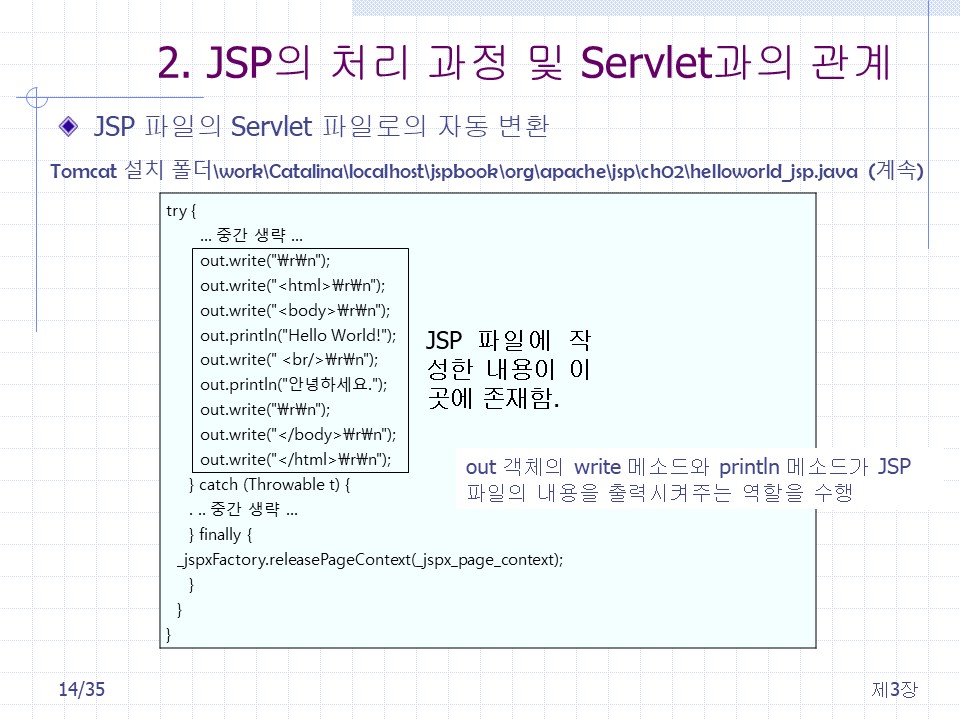 2. JSP의 처리 과정 및 Servlet과의 관계
JSP 파일의 Servlet 파일로의 자동 변환
Tomcat 설치 폴더\work\Catalina\localhost\jspbook\org\apache\jsp\ch02\helloworld_jsp.java (계속)
try {
... 중간 생략 ...
out.write("₩r₩n");
out.write("<html>₩r₩n");
out.write("<body>₩r₩n");
out.println("Hello World!");
out.write(" <br/>₩r₩n");
out.println("안녕하세요.");
out.write("₩r₩n");
out.write("</body>₩r₩n");
out.write("</html>₩r₩n");
} catch (Throwable t) {
. .. 중간 생략 ...
} finally {
_jspxFactory.releasePageContext(_jspx_page_context);
}
}
}
JSP 파일에 작
성한 내용이 이
곳에 존재함.
out 객체의 write 메소드와 println 메소드가 JSP
파일의 내용을 출력시켜주는 역할을 수행
14/35
제3장